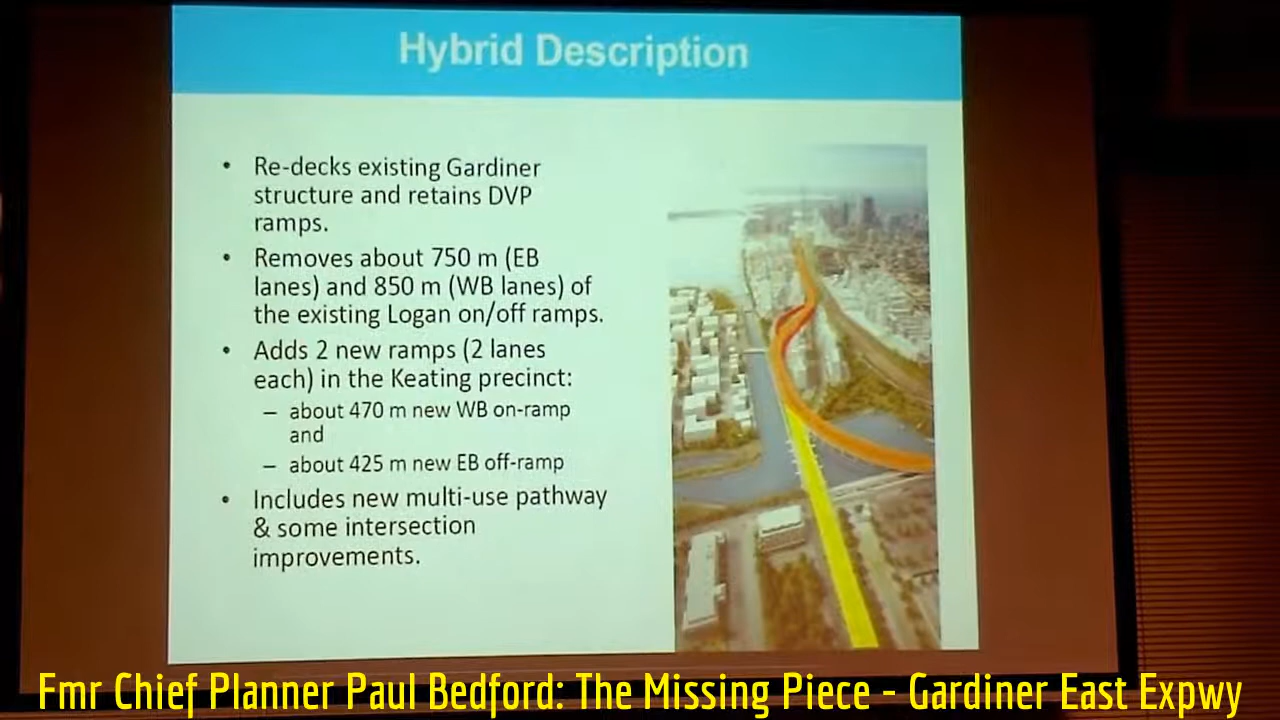 Hybrid Description
• Re-decks existing Gardiner
structure and retains DVP
ramps.
• Removes about 750 m (EB
lanes) and 850 m (WB lanes) of
the existing Logan on/off ramps.
• Adds 2 new ramps (2 lanes
each) in the Keating precinct:
– about 470 m new WB on-ramp
and
– about 425 m new EB off-ramp
• Includes new multi-use pathway
& some intersection
improvements.
Fmr Chief Planner Paul Bedford: The Missing Piece - Gardiner East Expwy